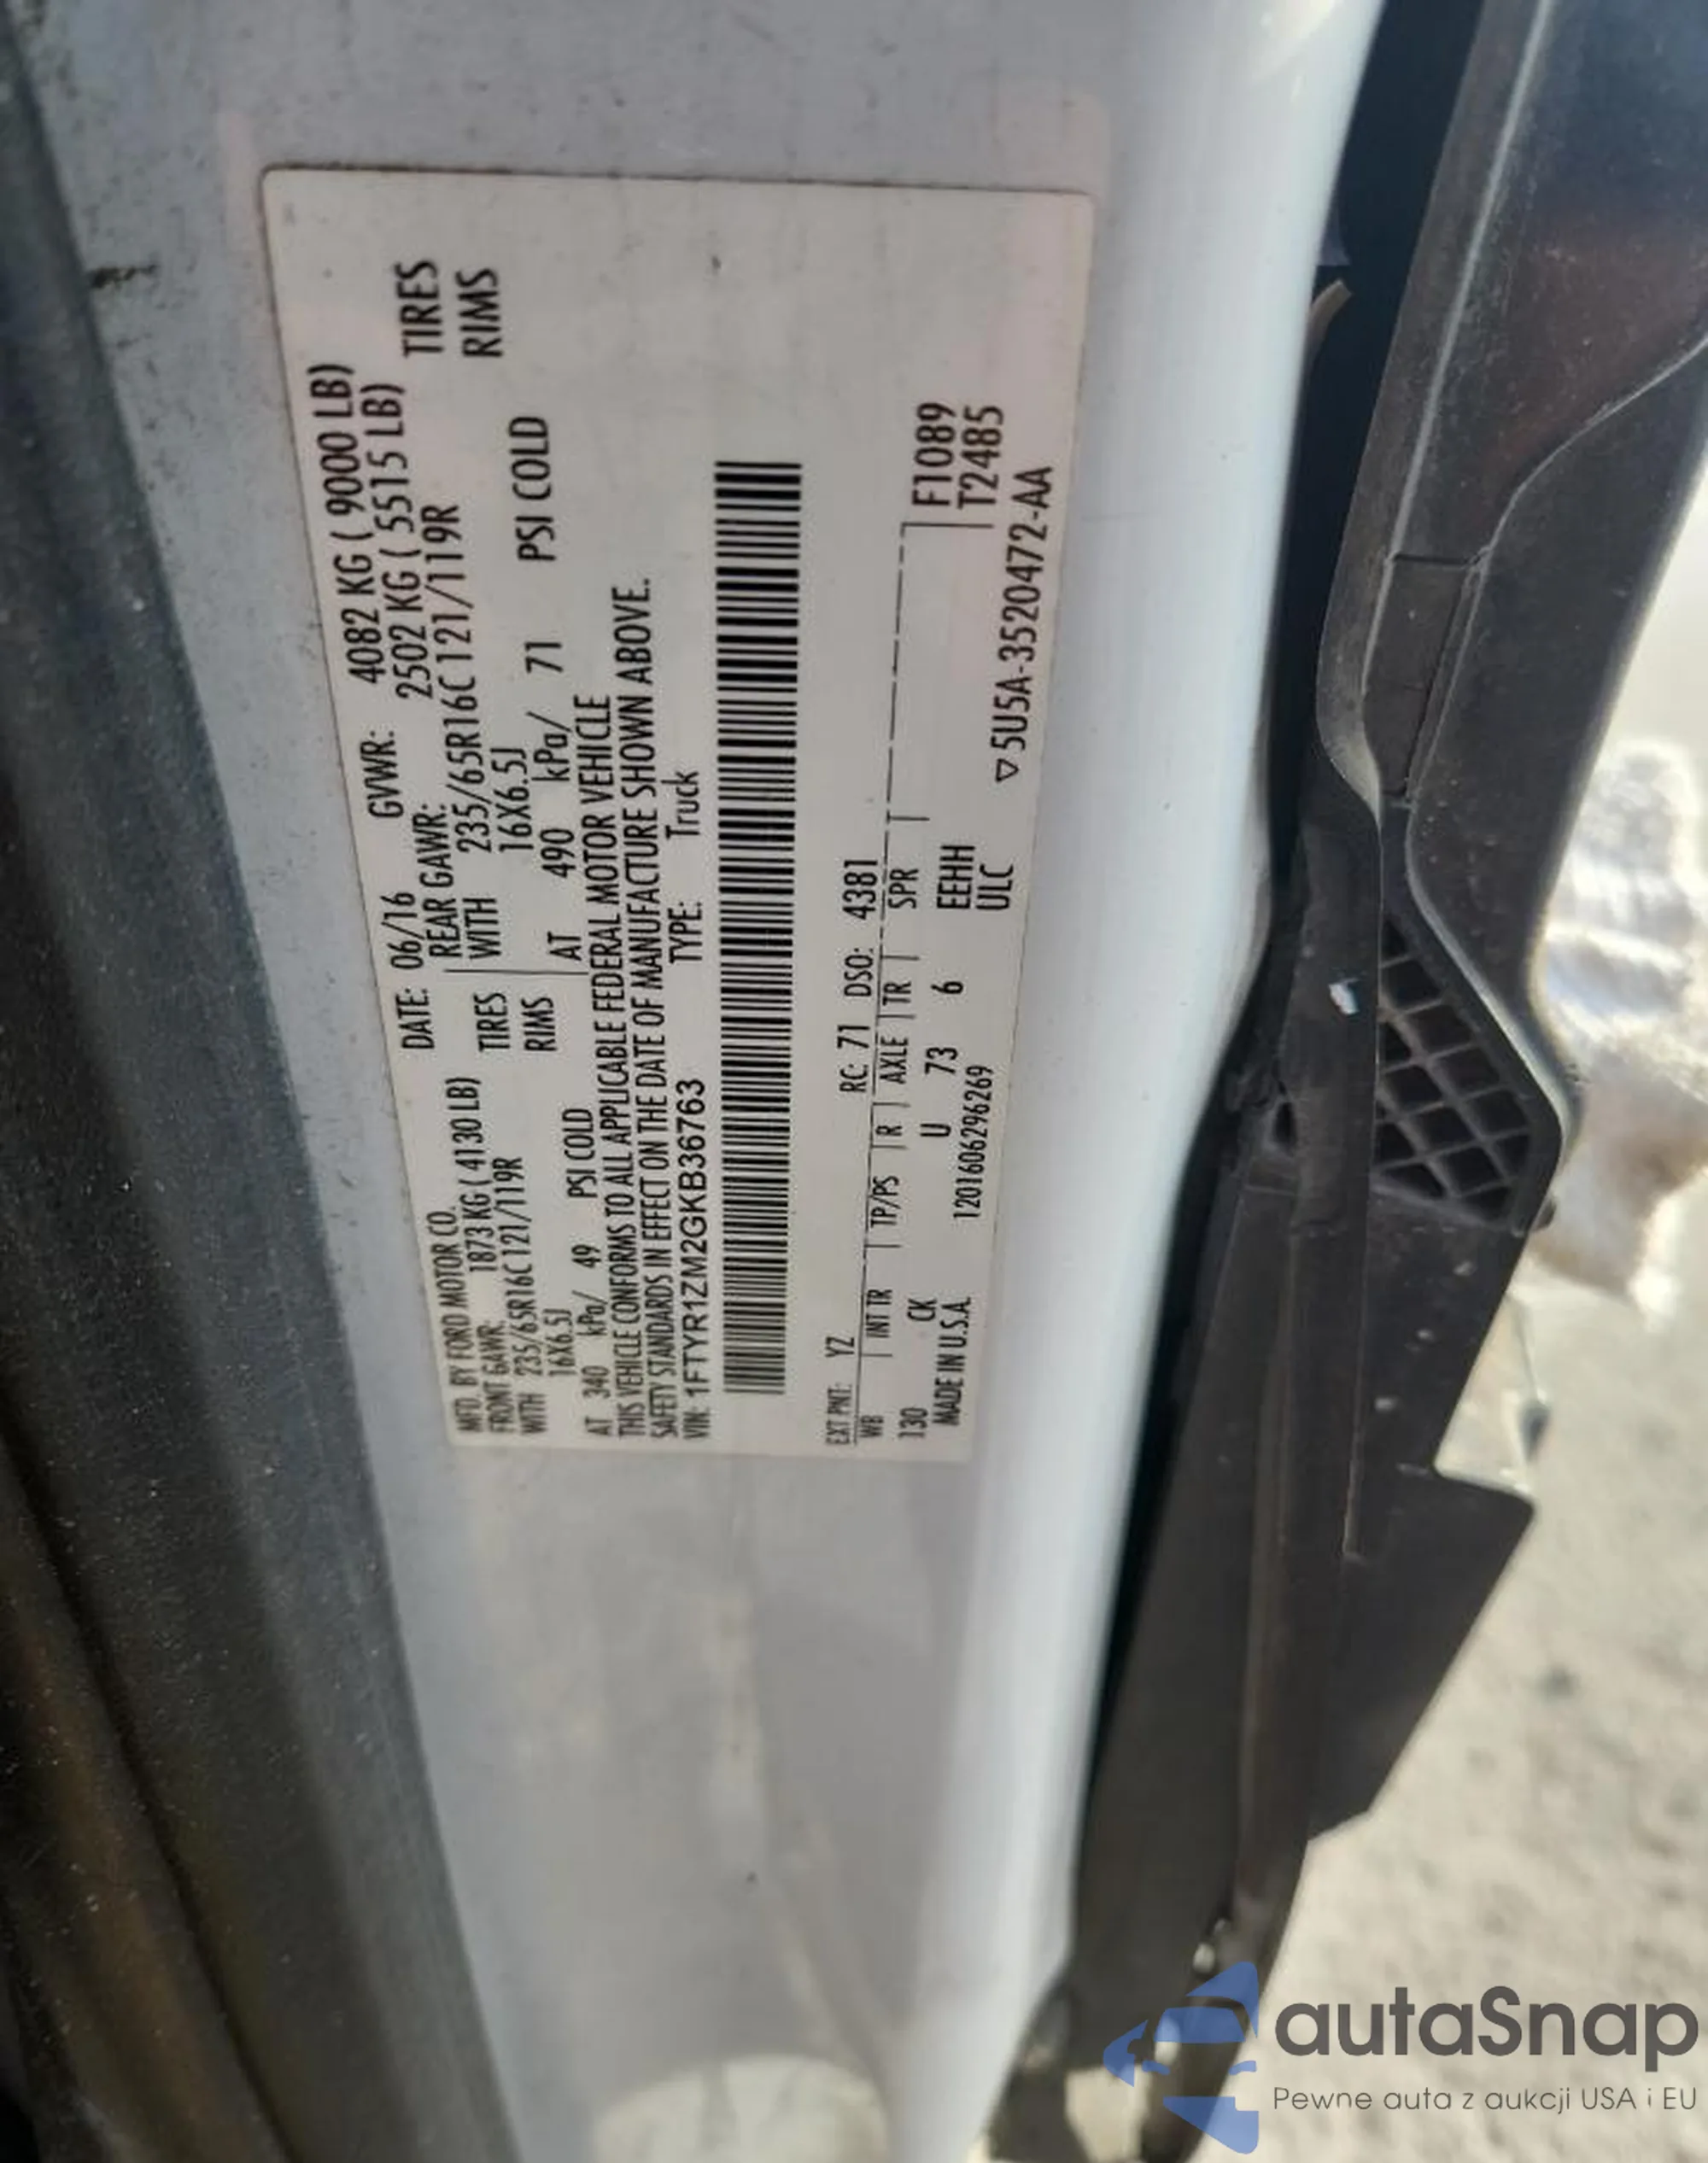 MFD. BY FORD MOTOR CO.
DATE: 06/16 GVWR: 4082 KG ( 9000 LB)
FRONT GAWR: 1873 KG ( 4130 LB) REAR GAWR: 2502 KG ( 5515 LB)
WITH 235/65R16C 121/119R TIRES WITH 235/65R16C 121/119R TIRES
16X6.5J RIMS 16X6.5J RIMS
AT 340 kPa/ 49 PSI COLD AT 490 kPa/ 71 PSI COLD
THIS VEHICLE CONFORMS TO ALL APPLICABLE FEDERAL MOTOR VEHICLE
SAFETY STANDARDS IN EFFECT ON THE DATE OF MANUFACTURE SHOWN ABOVE.
VIN: 1FTYR1ZM2GKB36763 TYPE: Truck
EXT PNT: YZ RC: 71 DSO: 4381
WB INT TR TP/PS R AXLE TR SPR F1089
130 CK U 73 6 EEHH T2485
MADE IN U.S.A. 1201606296269 ULC
▽5U5A-3520472-AA
autaSnap
Pewne auta z aukcji USA i EU